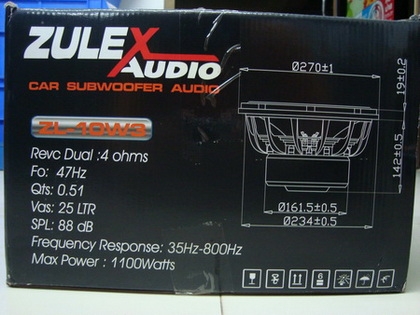 ZULEX
AUDIO
CAR SUBWOOFER AUDIO
ZL-10W3
Revc Dual :4 ohms
Fo: 47Hz
Qts: 0.51
Vas: 25 LTR
SPL: 88 dB
Frequency Response: 35Hz-800Hz
Max Power : 1100Watts
Ø270±1
19±0.2
142±0.5
Ø161.5±0.5
Ø234±0.5
6